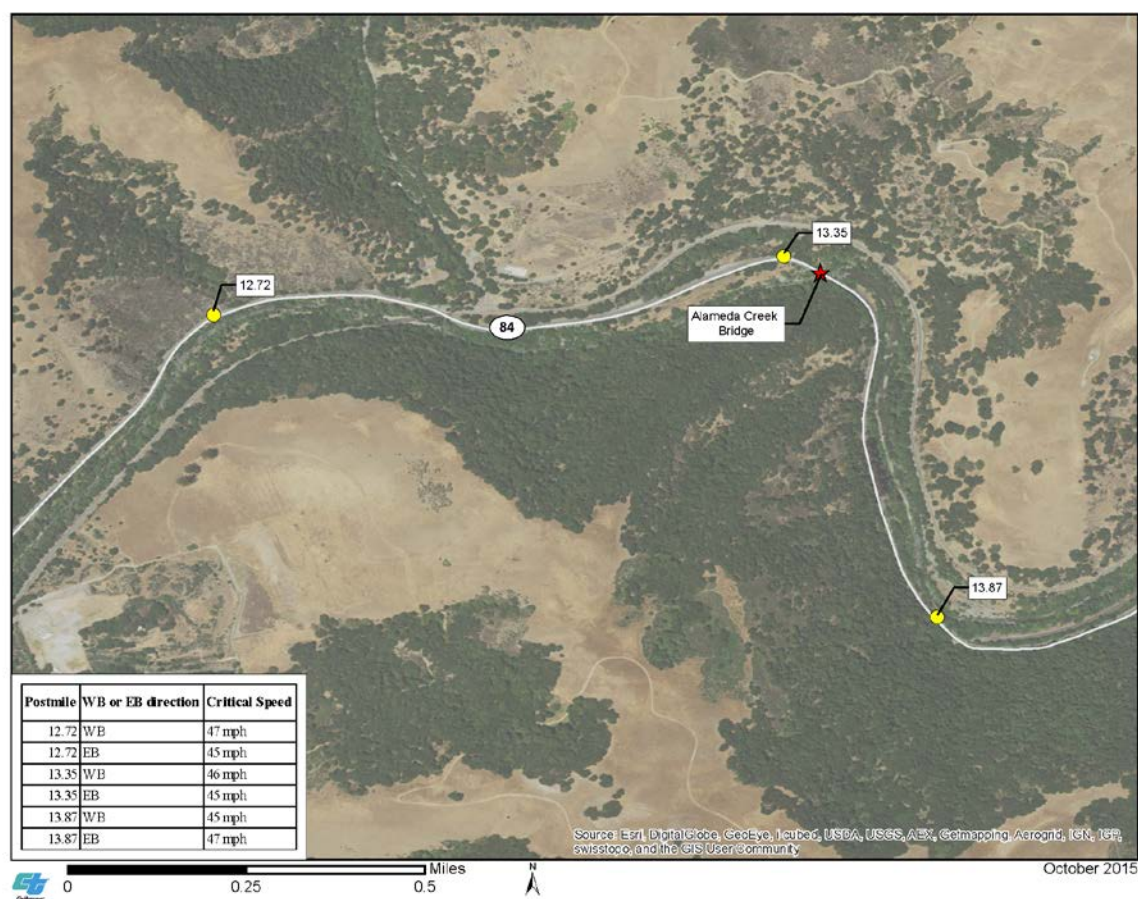 13.35
12.72
84
Alameda Creek
Bridge
13.87
Postmile WB or EB direction Critical Speed
12.72 WB 47 mph
12.72 EB 45 mph
13.35 WB 46 mph
13.35 EB 45 mph
13.87 WB 45 mph
13.87 EB 47 mph
Source: Esri, DigitalGlobe, GeoEye, i-cubed, USDA, USGS, AEX, Getmapping, Aerogrid, IGN, IGP,
swisstopo, and the GIS User Community
0 0.25 0.5 Miles
N
October 2015